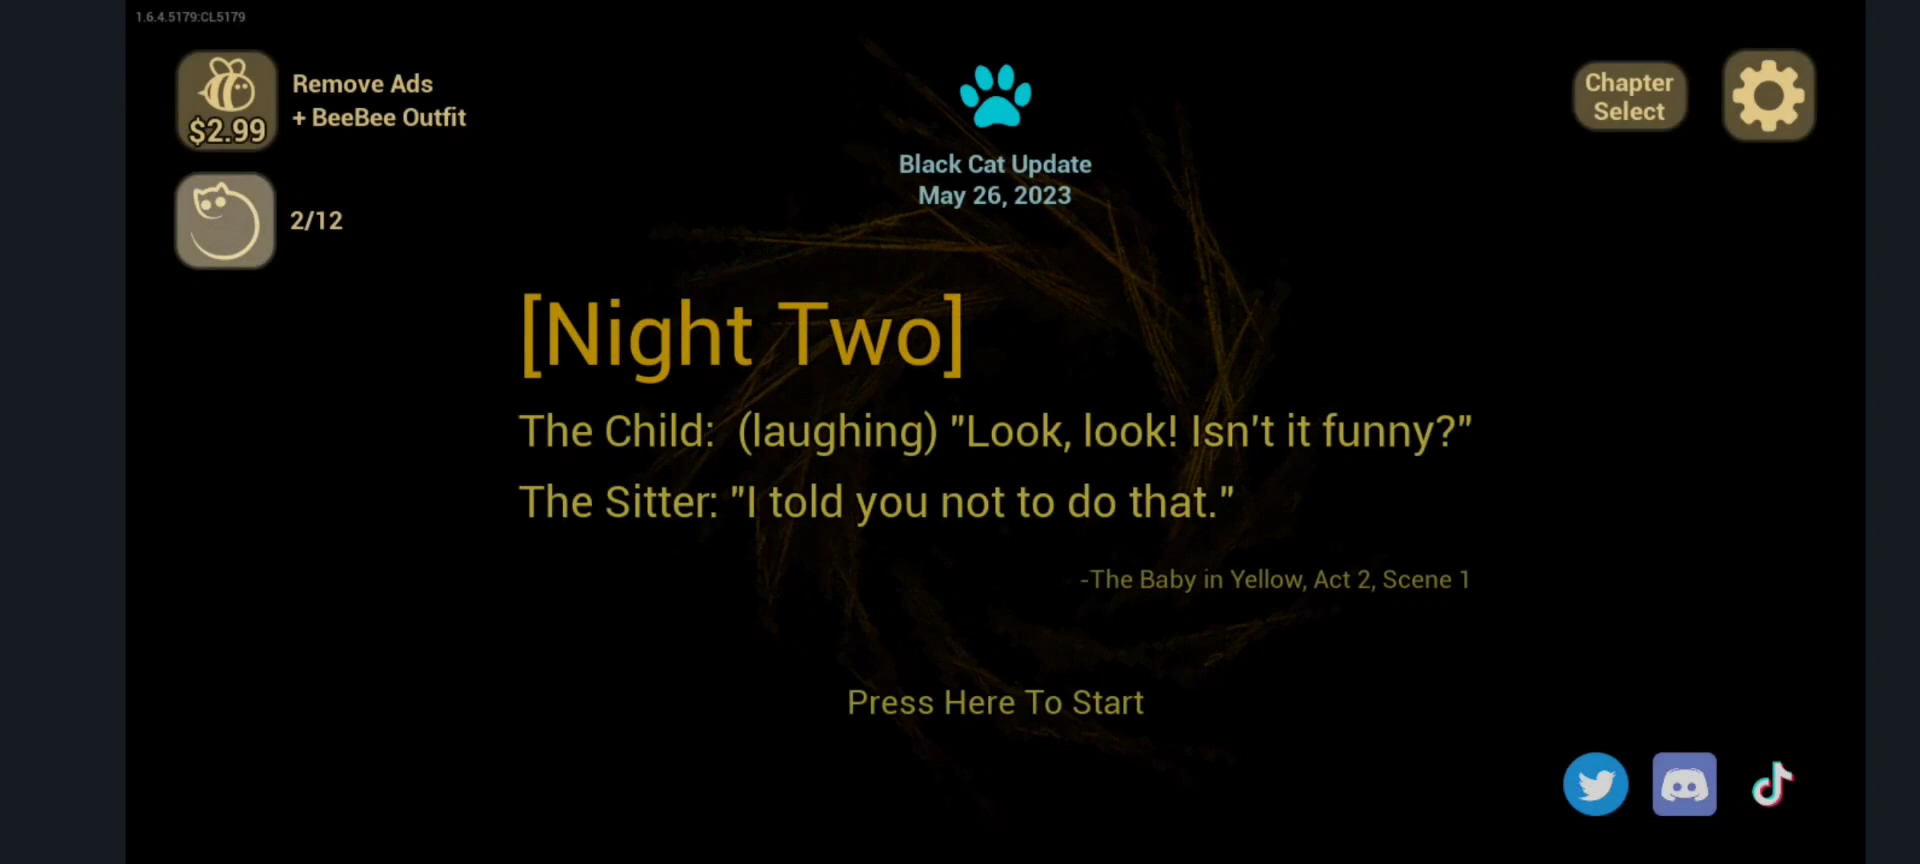 1.6.4.5179:CL5179
Remove Ads
+ BeeBee Outfit
$2.99
2/12
Black Cat Update
May 26, 2023
Chapter
Select
[Night Two]
The Child:  (laughing) "Look, look! Isn't it funny?"
The Sitter: "I told you not to do that."
-The Baby in Yellow, Act 2, Scene 1
Press Here To Start